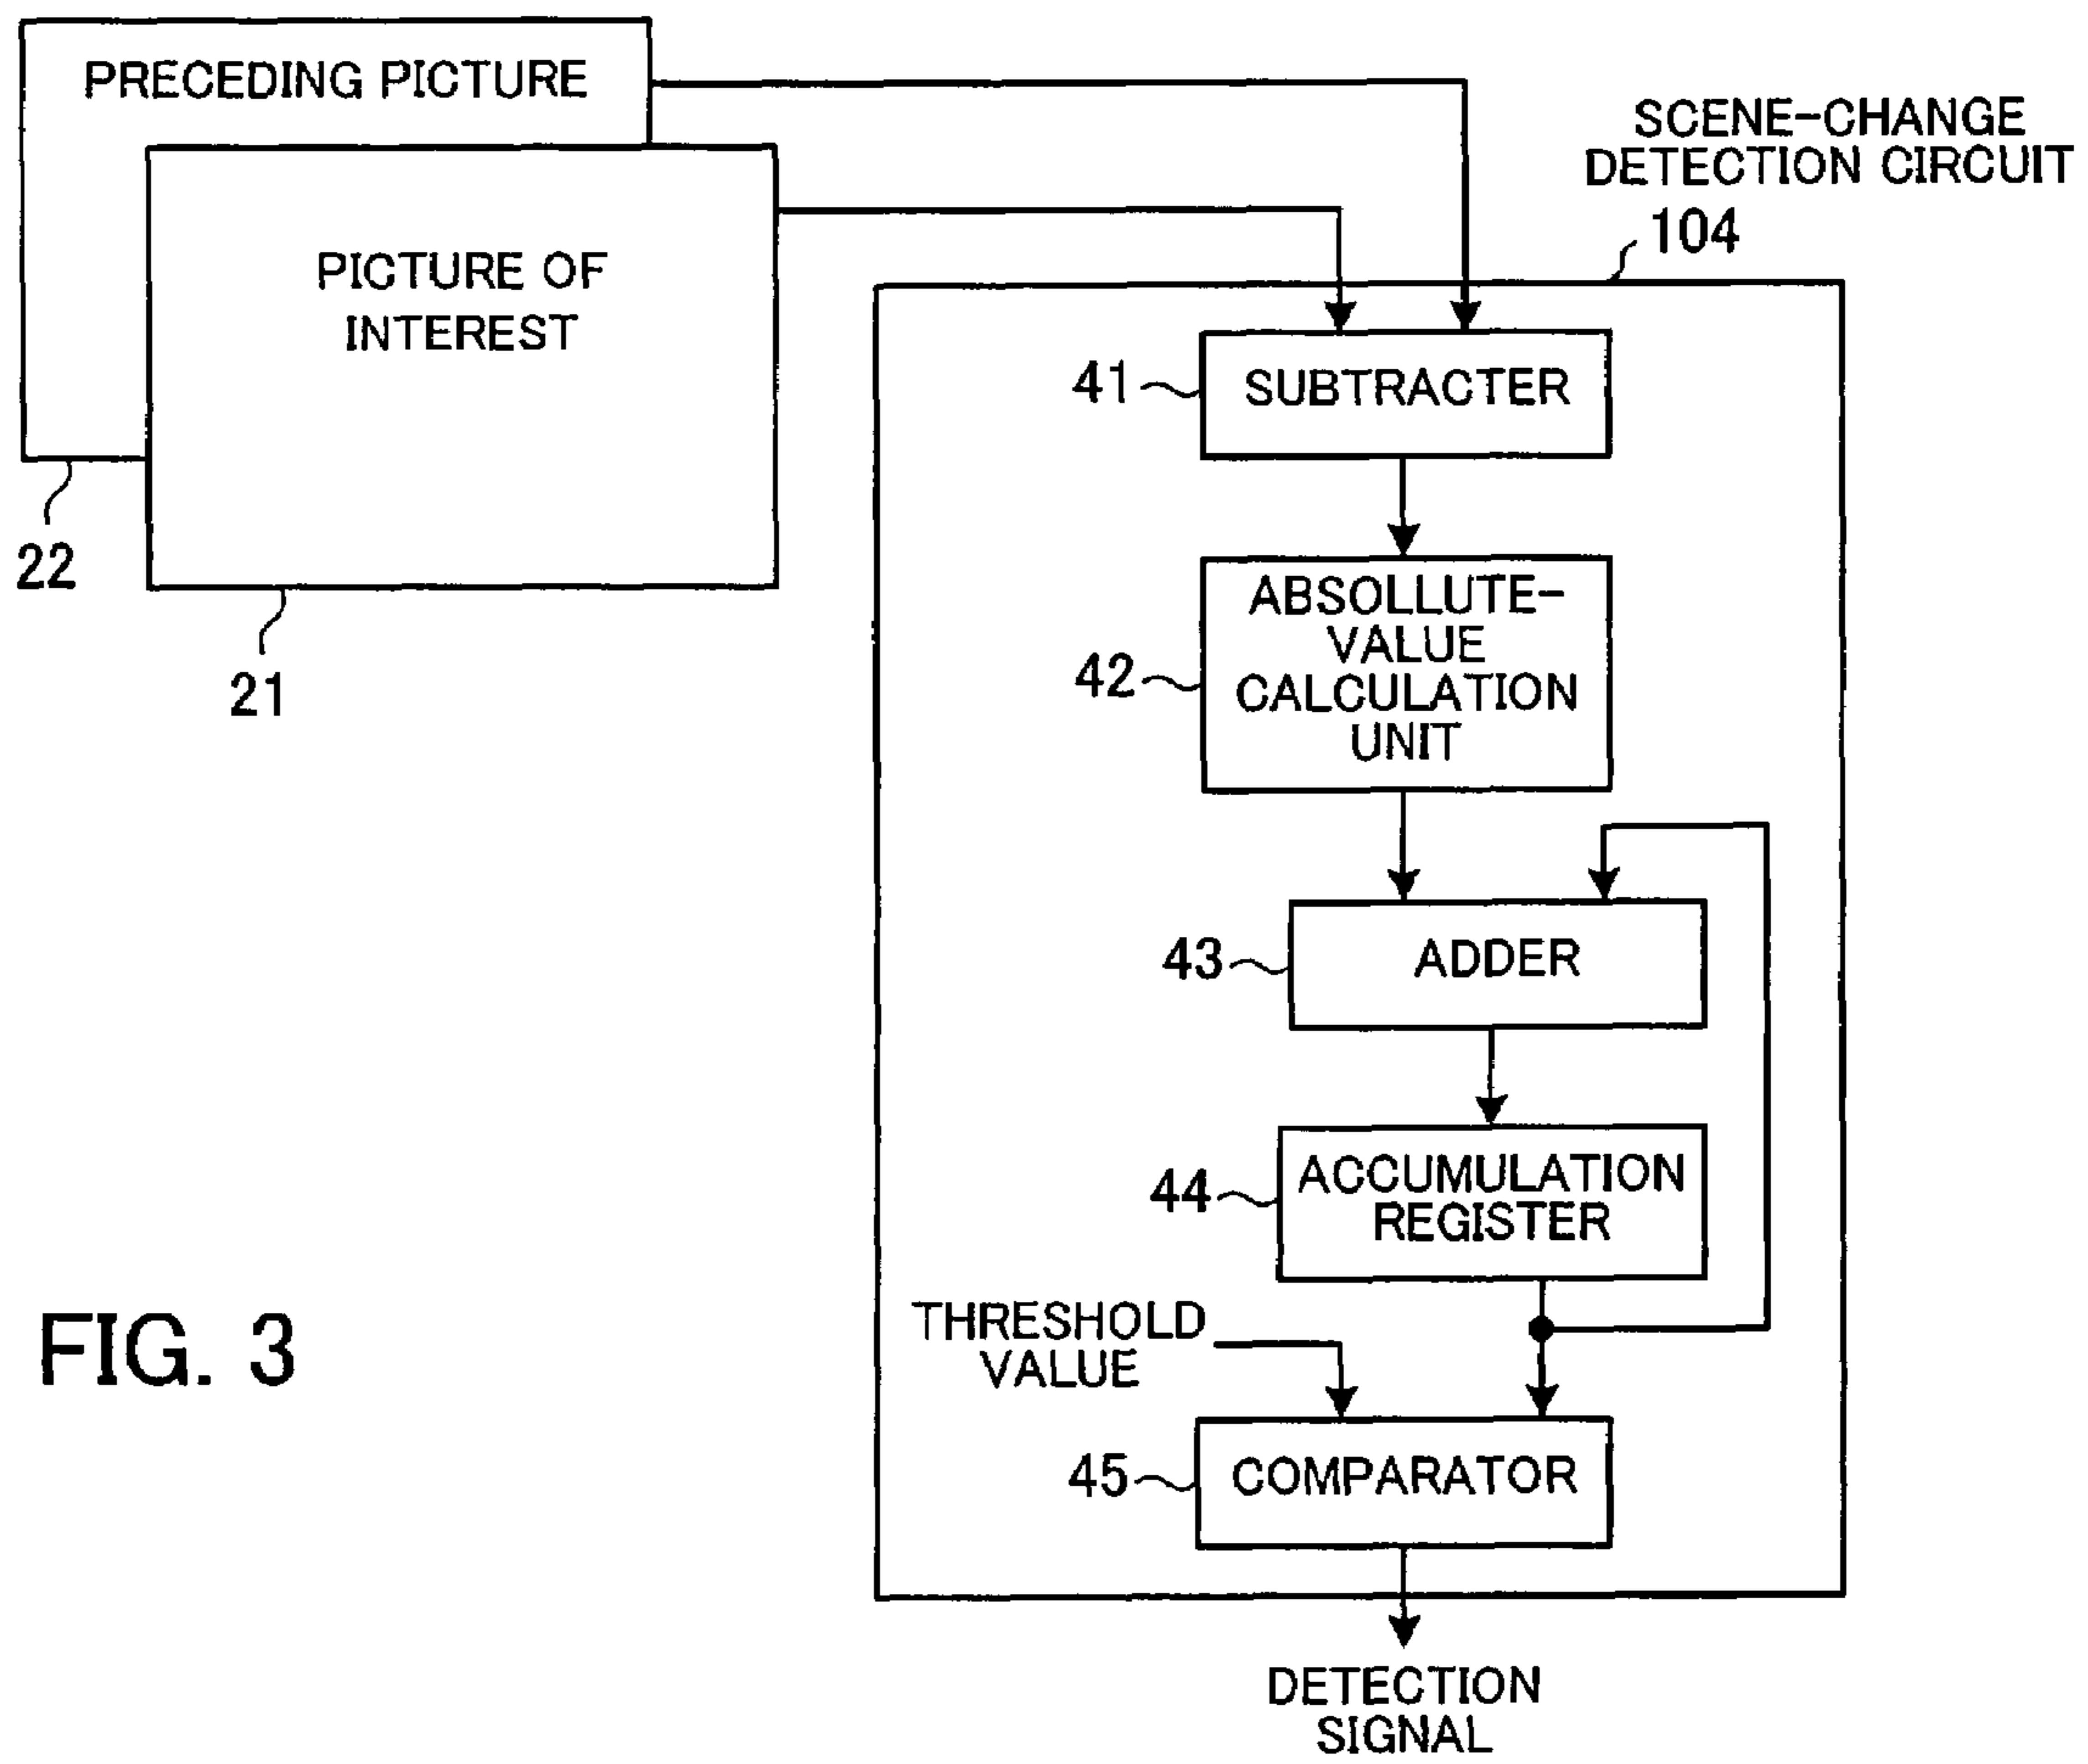 PRECEDING PICTURE
PICTURE OF
INTEREST
22
21
SCENE-CHANGE
DETECTION CIRCUIT
104
41
SUBTRACTER
42
ABSOLLUTE-
VALUE
CALCULATION
UNIT
43
ADDER
44
ACCUMULATION
REGISTER
THRESHOLD
VALUE
45
COMPARATOR
DETECTION
SIGNAL
FIG. 3